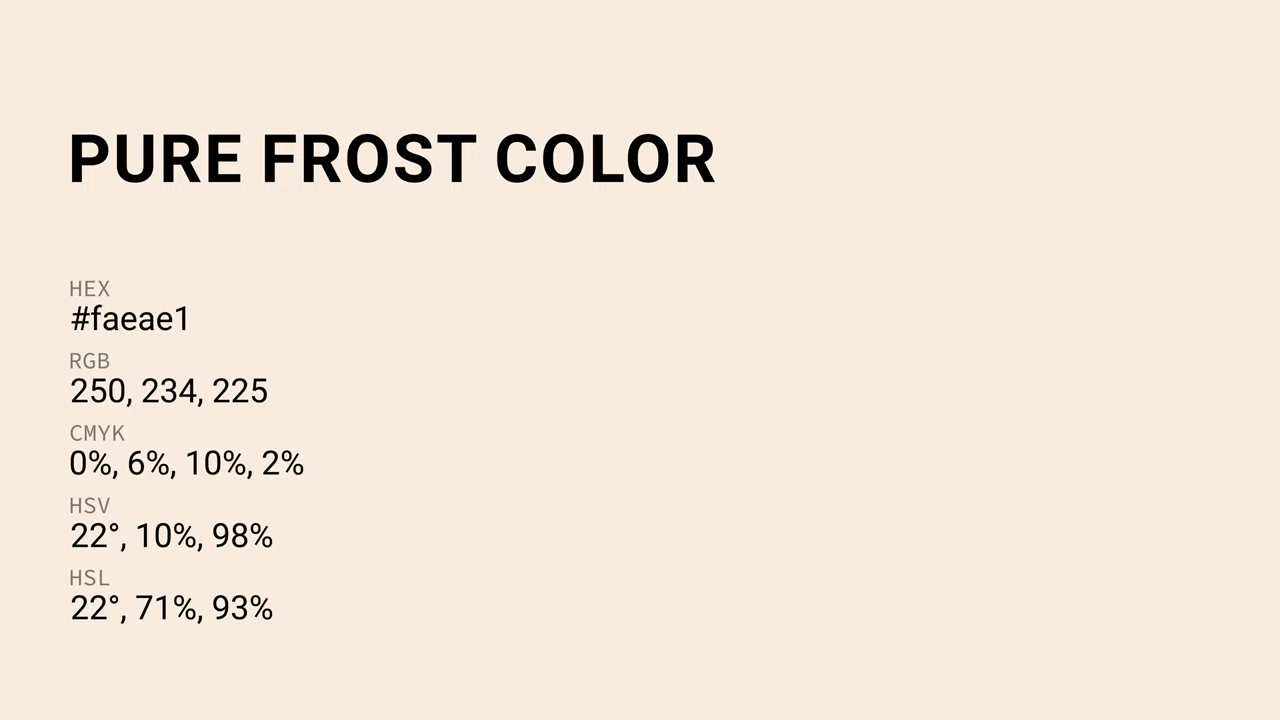 PURE FROST COLOR
HEX
#faeae1
RGB
250, 234, 225
CMYK
0%, 6%, 10%, 2%
HSV
22°, 10%, 98%
HSL
22°, 71%, 93%